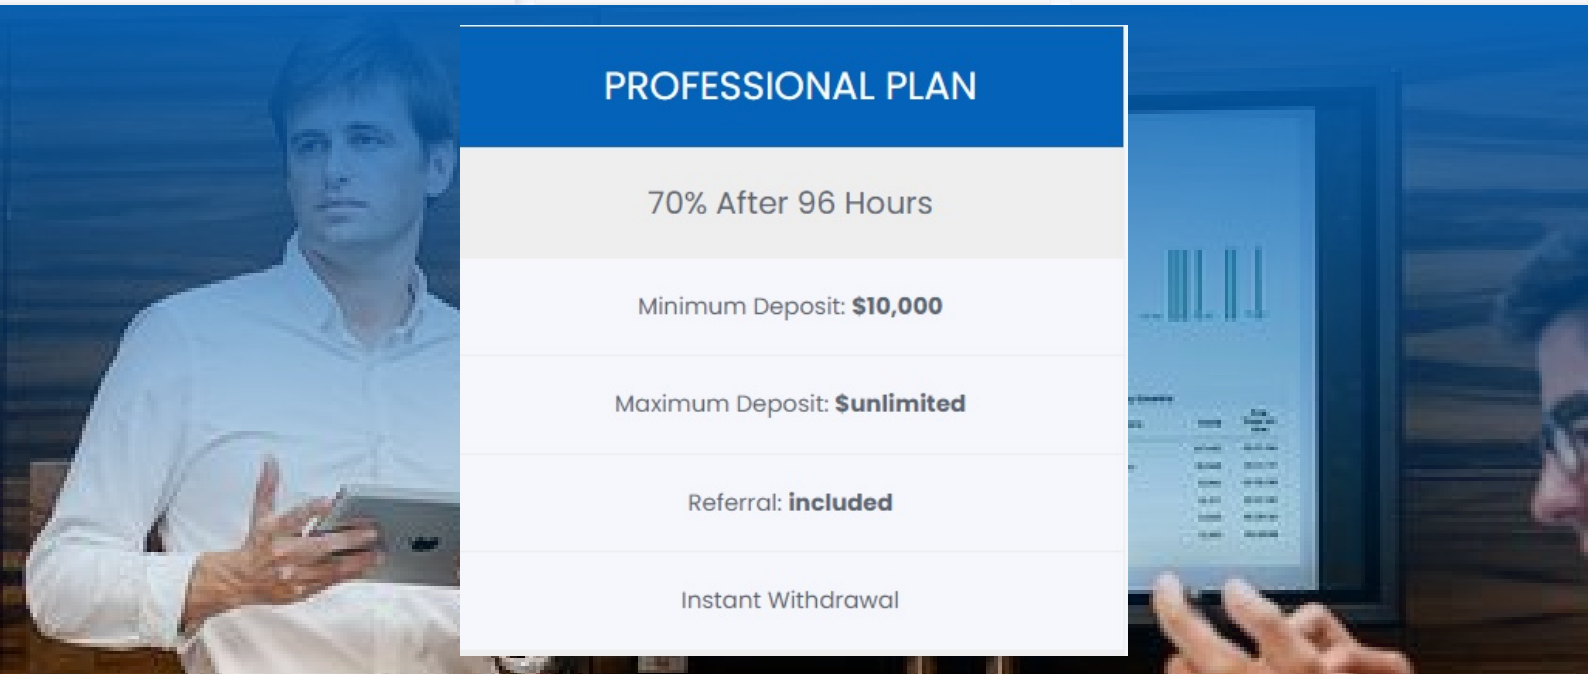 PROFESSIONAL PLAN
70% After 96 Hours
Minimum Deposit: $10,000
Maximum Deposit: $unlimited
Referral: included
Instant Withdrawal